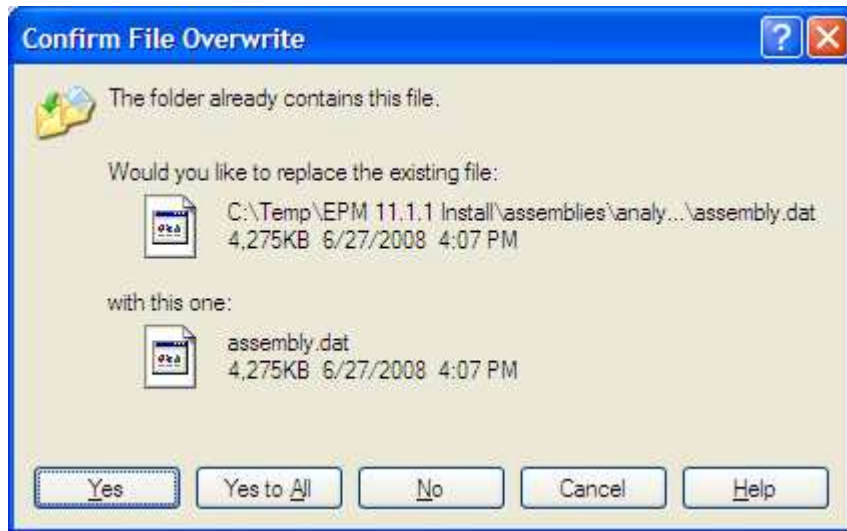 Confirm File Overwrite
The folder already contains this file.
Would you like to replace the existing file:
C:\Temp\EPM 11.1.1 Install\assemblies\analy...\assembly.dat
4,275KB 6/27/2008 4:07 PM
with this one:
assembly.dat
4,275KB 6/27/2008 4:07 PM
Yes Yes to All No Cancel Help